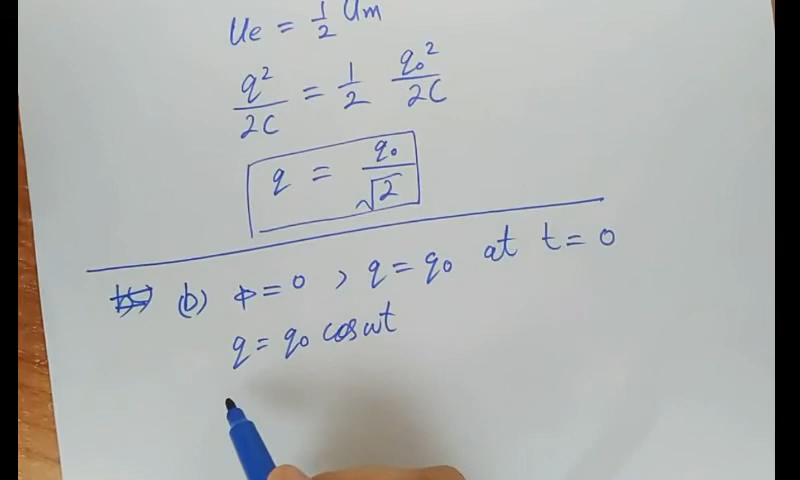 Ue = 1/2 Um
q²/2C = 1/2 q₀²/2C
q = q₀/√2
(b) Φ = 0 , q = q₀ at t = 0
q = q₀ cos ωt